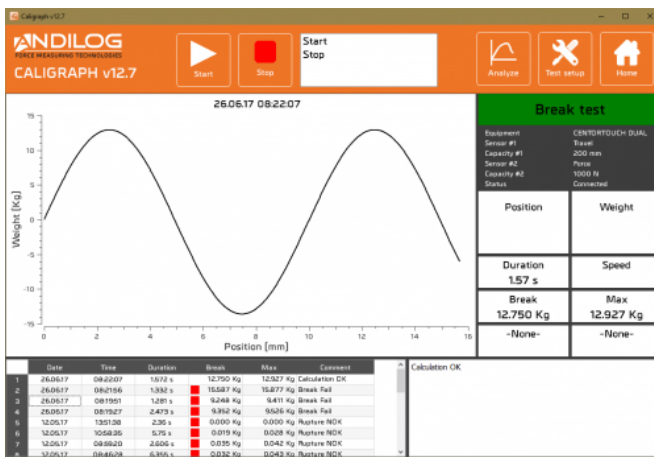 Caligraph v12.7
ANDILOG
FORCE MEASURING TECHNOLOGIES
CALIGRAPH v12.7
Start
Stop
Start
Stop
Analyze
Test setup
Home
26.06.17 08:22:07
Weight [Kg]
15
10
5
0
-5
-10
-15
0
2
4
6
8
10
12
14
16
Position [mm]
Break test
Equipment CENTORTOUCH DUAL
Sensor #1 Travel
Capacity #1 200 mm
Sensor #2 Force
Capacity #2 1000 N
Status Connected
Position Weight
Duration Speed
1.57 s
Break Max
12.750 Kg 12.927 Kg
-None- -None-
Date Time Duration Break Max Comment
1 26.06.17 08:22:07 1.572 s 12.750 Kg 12.927 Kg Calculation OK
2 26.06.17 08:21:56 1.332 s 15.587 Kg 15.877 Kg Break Fail
3 26.06.17 08:19:51 1.281 s 9.248 Kg 9.411 Kg Break Fail
4 26.06.17 08:19:27 2.473 s 9.352 Kg 9.526 Kg Break Fail
5 12.05.17 13:51:38 2.36 s 0.000 Kg 0.000 Kg Rupture NOK
6 12.05.17 10:58:35 5.75 s 0.019 Kg 0.028 Kg Rupture NOK
7 12.05.17 08:59:20 2.606 s 0.035 Kg 0.042 Kg Rupture NOK
8 12.05.17 08:46:28 6.355 s 0.032 Kg 0.043 Kg Rupture NOK
Calculation OK